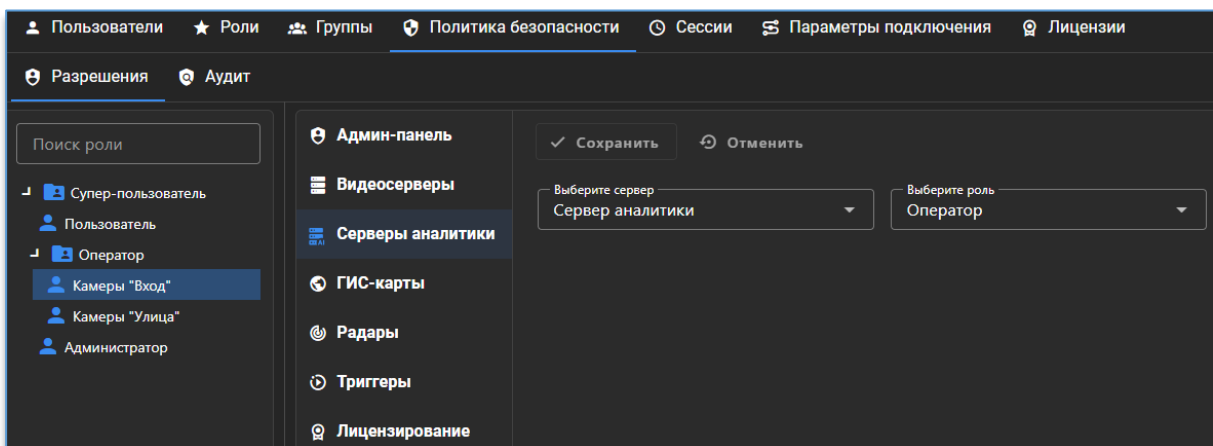 Пользователи Роли Группы Политика безопасности Сессии Параметры подключения Лицензии
Разрешения Аудит
Поиск роли
Супер-пользователь
Пользователь
Оператор
Камеры "Вход"
Камеры "Улица"
Администратор
Админ-панель
Видеосерверы
Серверы аналитики
ГИС-карты
Радары
Триггеры
Лицензирование
Сохранить Отменить
Выберите сервер
Сервер аналитики
Выберите роль
Оператор